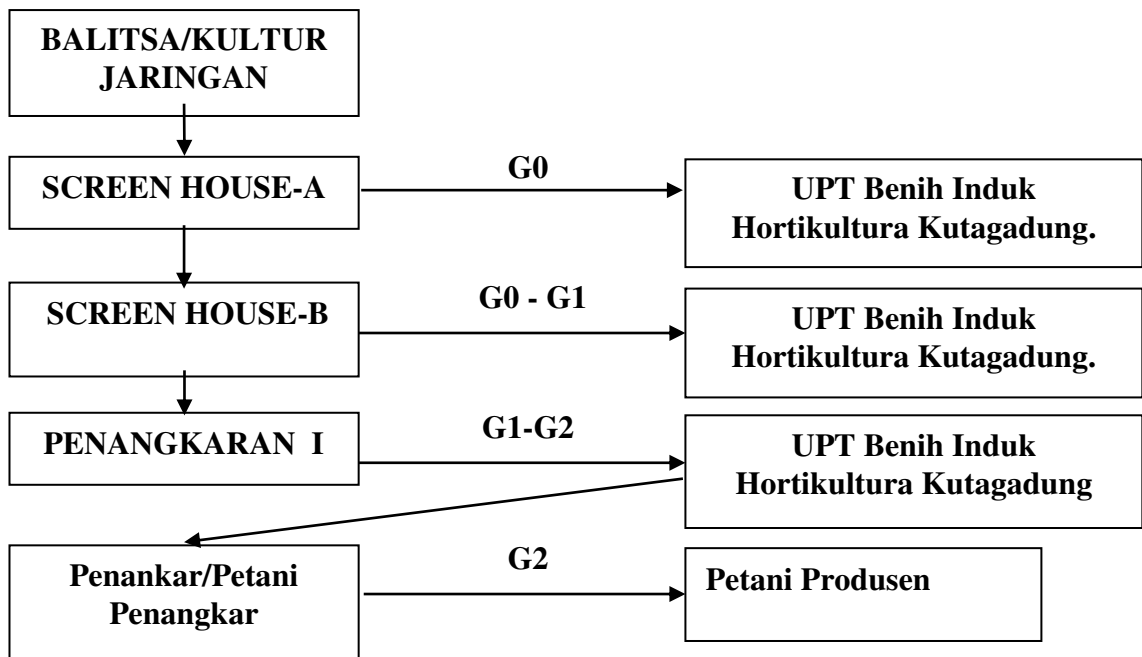 BALITSA/KULTUR
JARINGAN
SCREEN HOUSE-A
G0
UPT Benih Induk
Hortikultura Kutagadung.
SCREEN HOUSE-B
G0 - G1
UPT Benih Induk
Hortikultura Kutagadung.
PENANGKARAN I
G1-G2
UPT Benih Induk
Hortikultura Kutagadung
Penankar/Petani
Penangkar
G2
Petani Produsen